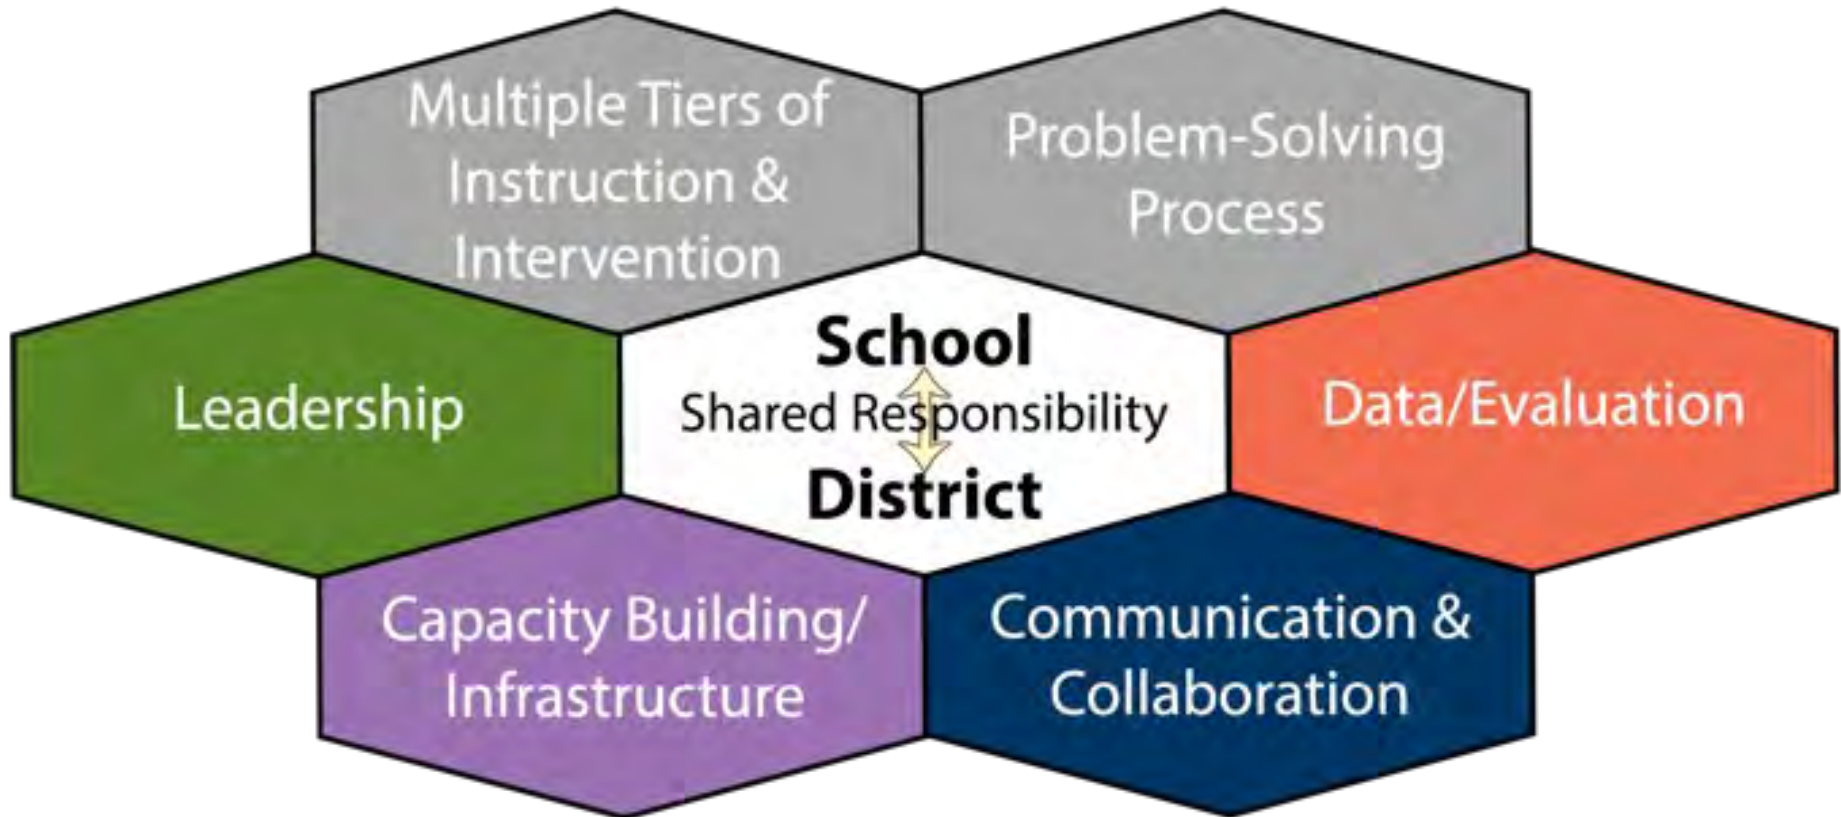 Multiple Tiers of
Instruction &
Intervention
Problem-Solving
Process
Leadership
School
Shared Responsibility
District
Data/Evaluation
Capacity Building/
Infrastructure
Communication &
Collaboration